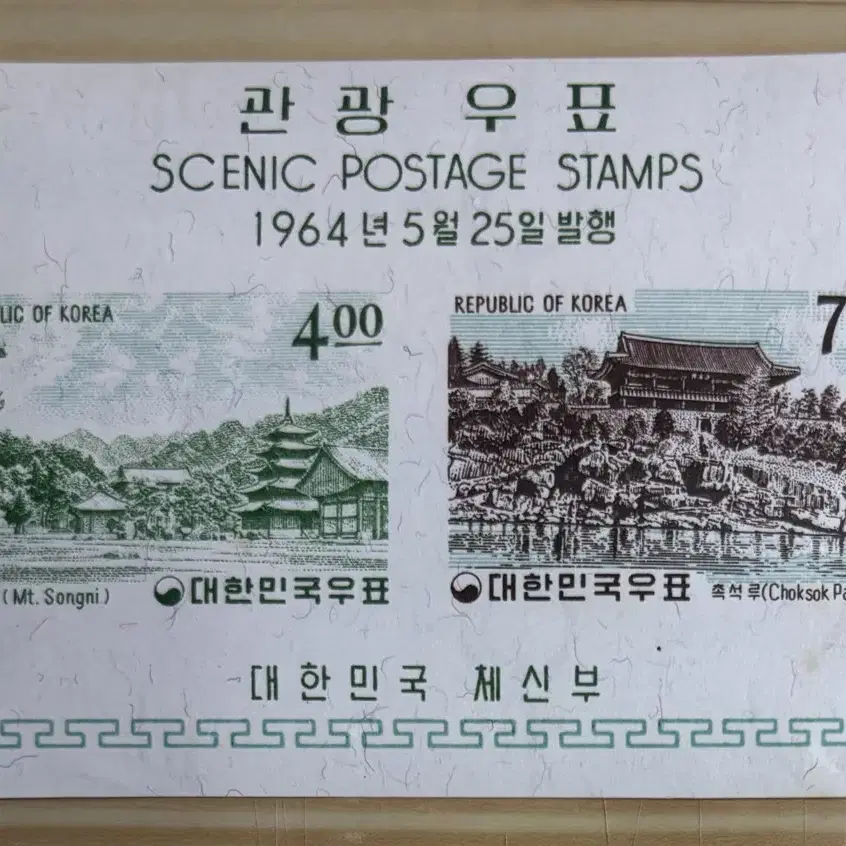 관광 우표
SCENIC POSTAGE STAMPS
1964년 5월 25일 발행
OF KOREA
4.00
(Mt. Songni)
대한민국우표
REPUBLIC OF KOREA
7
대한민국우표
촉석루(Choksok
대한민국 체신부